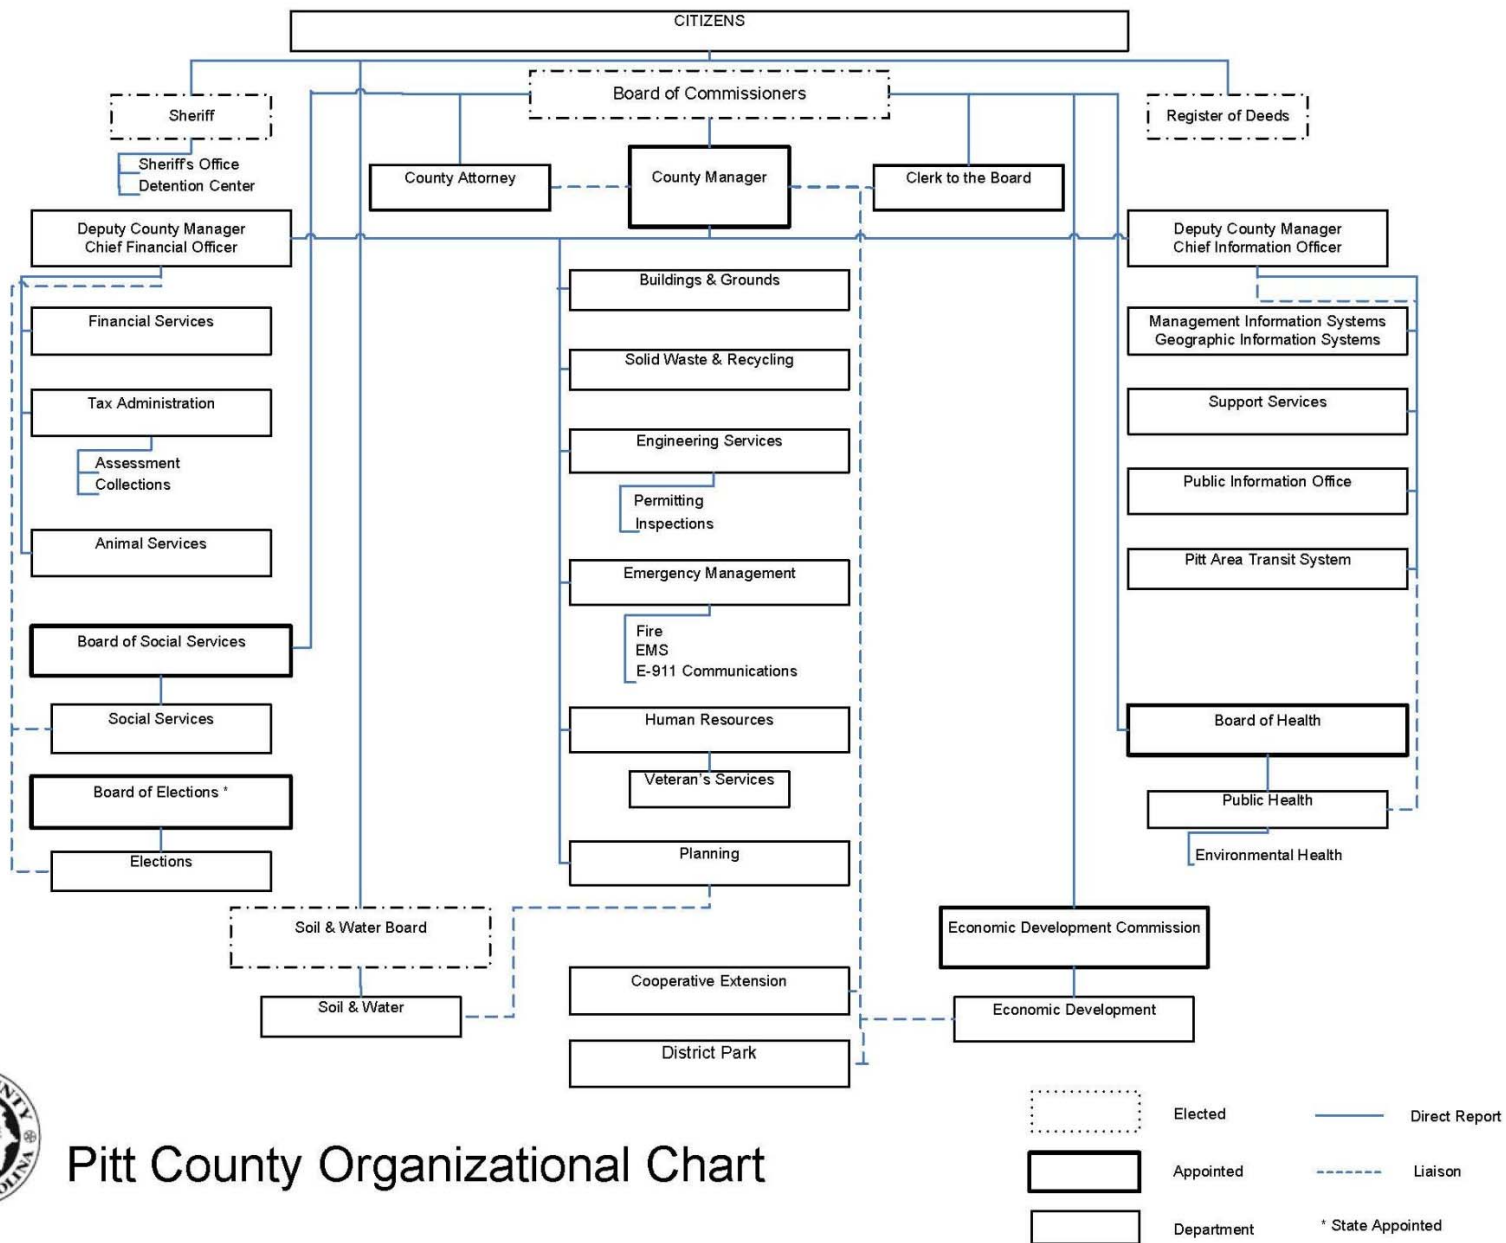 CITIZENS
Sheriff
Board of Commissioners
Register of Deeds
Sheriff's Office
Detention Center
County Attorney
County Manager
Clerk to the Board
Deputy County Manager
Chief Financial Officer
Deputy County Manager
Chief Information Officer
Buildings & Grounds
Financial Services
Management Information Systems
Geographic Information Systems
Solid Waste & Recycling
Tax Administration
Support Services
Engineering Services
Assessment
Collections
Public Information Office
Permitting
Inspections
Animal Services
Emergency Management
Pitt Area Transit System
Fire
EMS
E-911 Communications
Board of Social Services
Social Services
Human Resources
Board of Health
Veteran's Services
Board of Elections *
Public Health
Elections
Planning
Environmental Health
Soil & Water Board
Economic Development Commission
Cooperative Extension
Soil & Water
Economic Development
District Park
Elected
Direct Report
Pitt County Organizational Chart
Appointed
Liaison
Department
* State Appointed